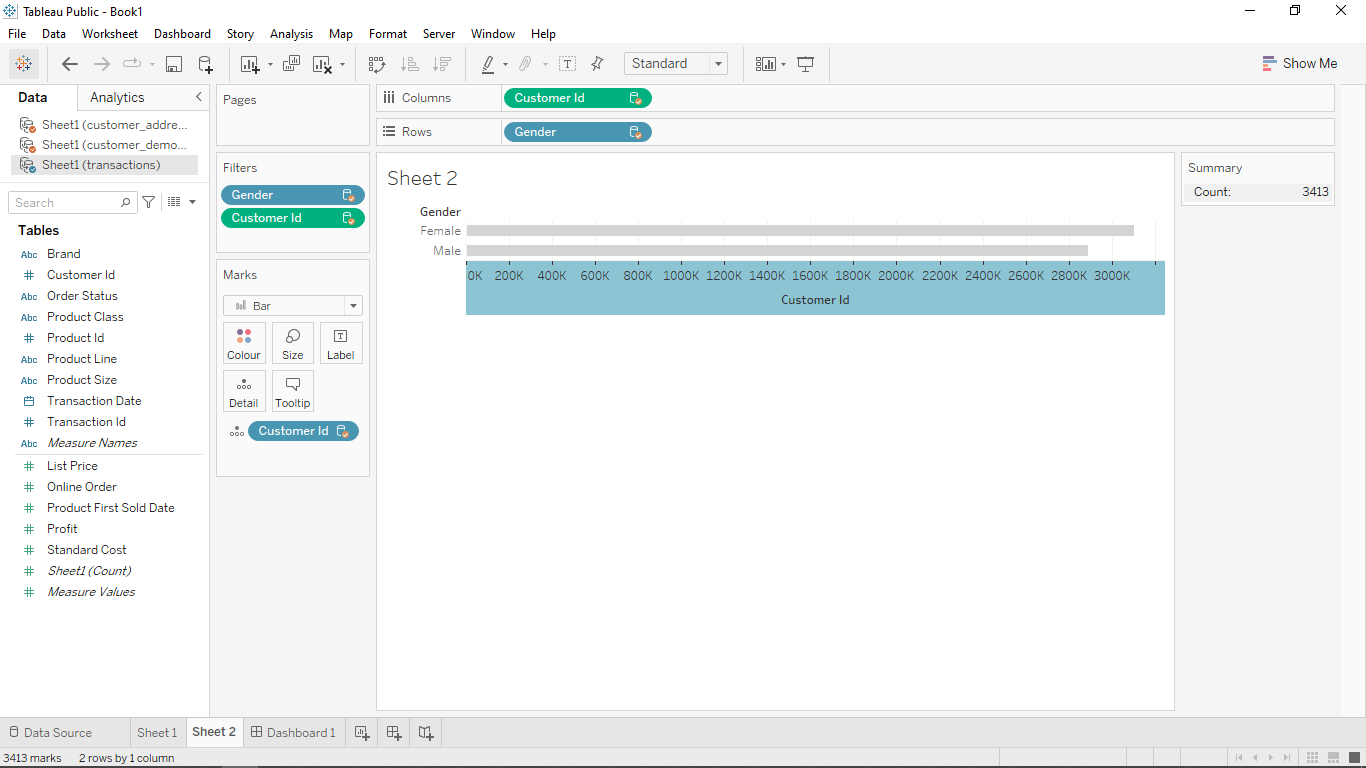 Tableau Public - Book1
File Data Worksheet Dashboard Story Analysis Map Format Server Window Help
Standard
Show Me
Data Analytics
Sheet1 (customer_addre...
Sheet1 (customer_demo...
Sheet1 (transactions)
Search
Tables
Abc Brand
# Customer Id
Abc Order Status
Abc Product Class
# Product Id
Abc Product Line
Abc Product Size
Transaction Date
# Transaction Id
Abc Measure Names
# List Price
# Online Order
# Product First Sold Date
# Profit
# Standard Cost
# Sheet1 (Count)
# Measure Values
Pages
Filters
Gender
Customer Id
Marks
Bar
Colour Size Label
Detail Tooltip
Customer Id
Columns Customer Id
Rows Gender
Sheet 2
Gender
Female
Male
0K 200K 400K 600K 800K 1000K 1200K 1400K 1600K 1800K 2000K 2200K 2400K 2600K 2800K 3000K
Customer Id
Summary
Count: 3413
Data Source Sheet 1 Sheet 2 Dashboard 1
3413 marks 2 rows by 1 column